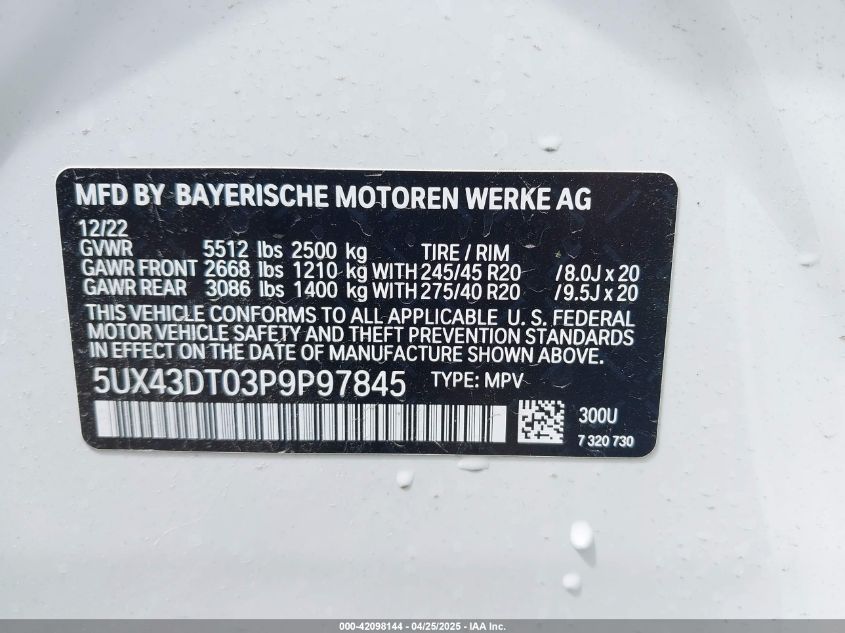 MFD BY BAYERISCHE MOTOREN WERKE AG
12/22
GVWR 5512 lbs 2500 kg TIRE / RIM
GAWR FRONT 2668 lbs 1210 kg WITH 245/45 R20 / 8.0J x 20
GAWR REAR 3086 lbs 1400 kg WITH 275/40 R20 / 9.5J x 20
THIS VEHICLE CONFORMS TO ALL APPLICABLE U. S. FEDERAL
MOTOR VEHICLE SAFETY AND THEFT PREVENTION STANDARDS
IN EFFECT ON THE DATE OF MANUFACTURE SHOWN ABOVE.
5UX43DT03P9P97845 TYPE: MPV
300U
7 320 730
000-42098144 - 04/25/2025 - IAA Inc.